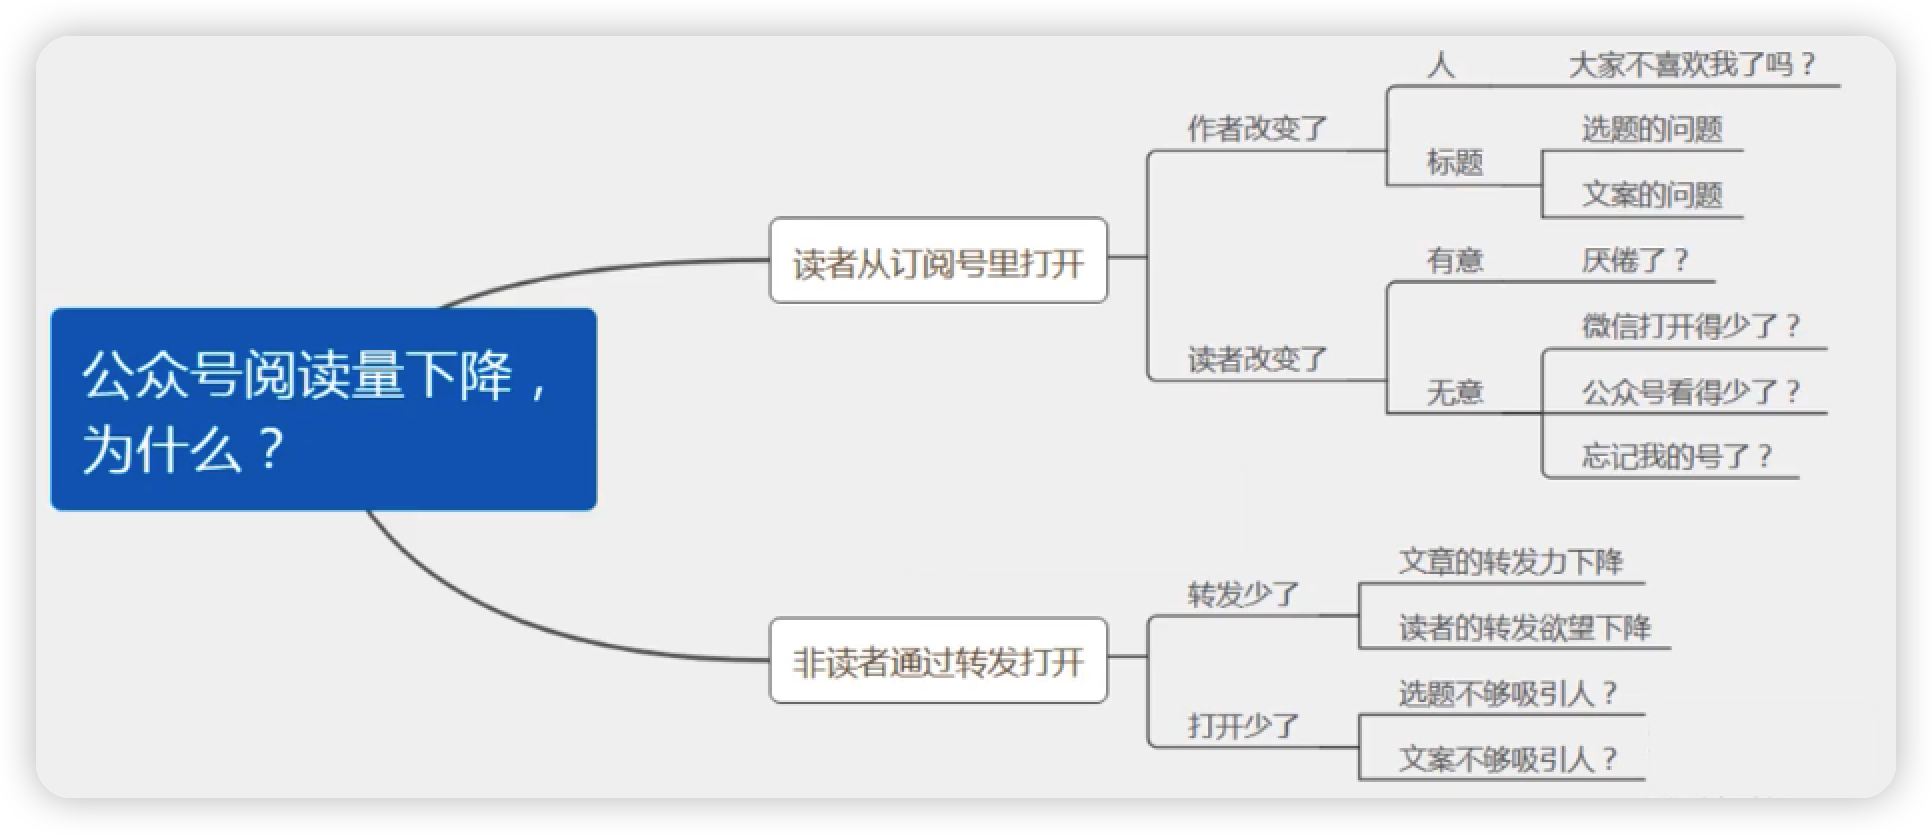 公众号阅读量下降，
为什么？
读者从订阅号里打开
作者改变了
人
大家不喜欢我了吗？
标题
选题的问题
文案的问题
读者改变了
有意
厌倦了？
无意
微信打开得少了？
公众号看得少了？
忘记我的号了？
非读者通过转发打开
转发少了
文章的转发力下降
读者的转发欲望下降
打开少了
选题不够吸引人？
文案不够吸引人？